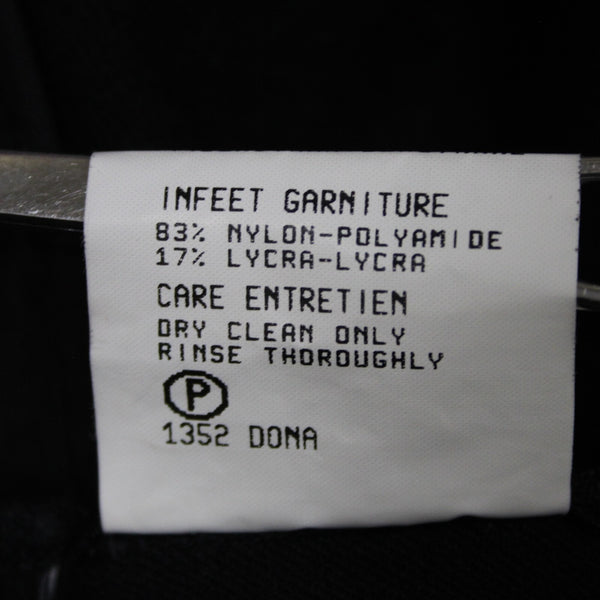 INFEET GARNITURE
83% NYLON-POLYAMIDE
17% LYCRA-LYCRA
CARE ENTRETIEN
DRY CLEAN ONLY
RINSE THOROUGHLY
P
1352 DONA